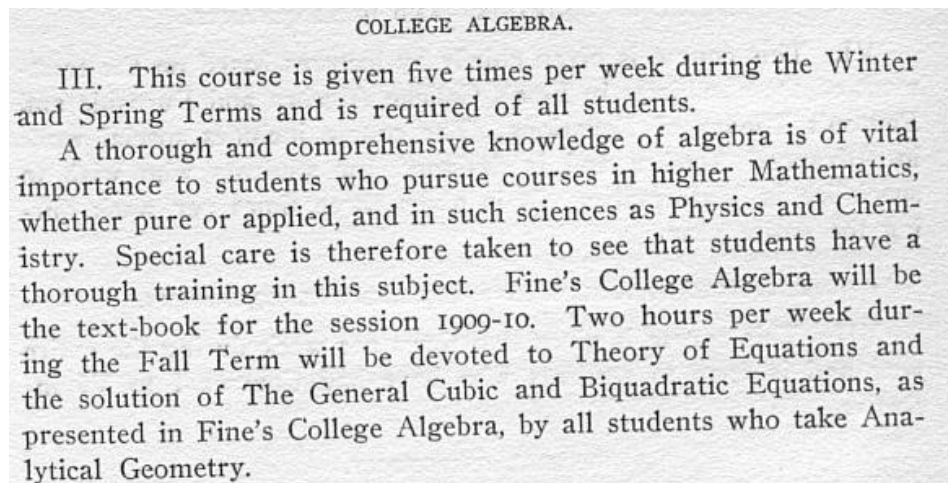 COLLEGE ALGEBRA.
III. This course is given five times per week during the Winter
and Spring Terms and is required of all students.
A thorough and comprehensive knowledge of algebra is of vital
importance to students who pursue courses in higher Mathematics,
whether pure or applied, and in such sciences as Physics and Chem-
istry. Special care is therefore taken to see that students have a
thorough training in this subject. Fine's College Algebra will be
the text-book for the session 1909-10. Two hours per week dur-
ing the Fall Term will be devoted to Theory of Equations and
the solution of The General Cubic and Biquadratic Equations, as
presented in Fine's College Algebra, by all students who take Ana-
lytical Geometry.